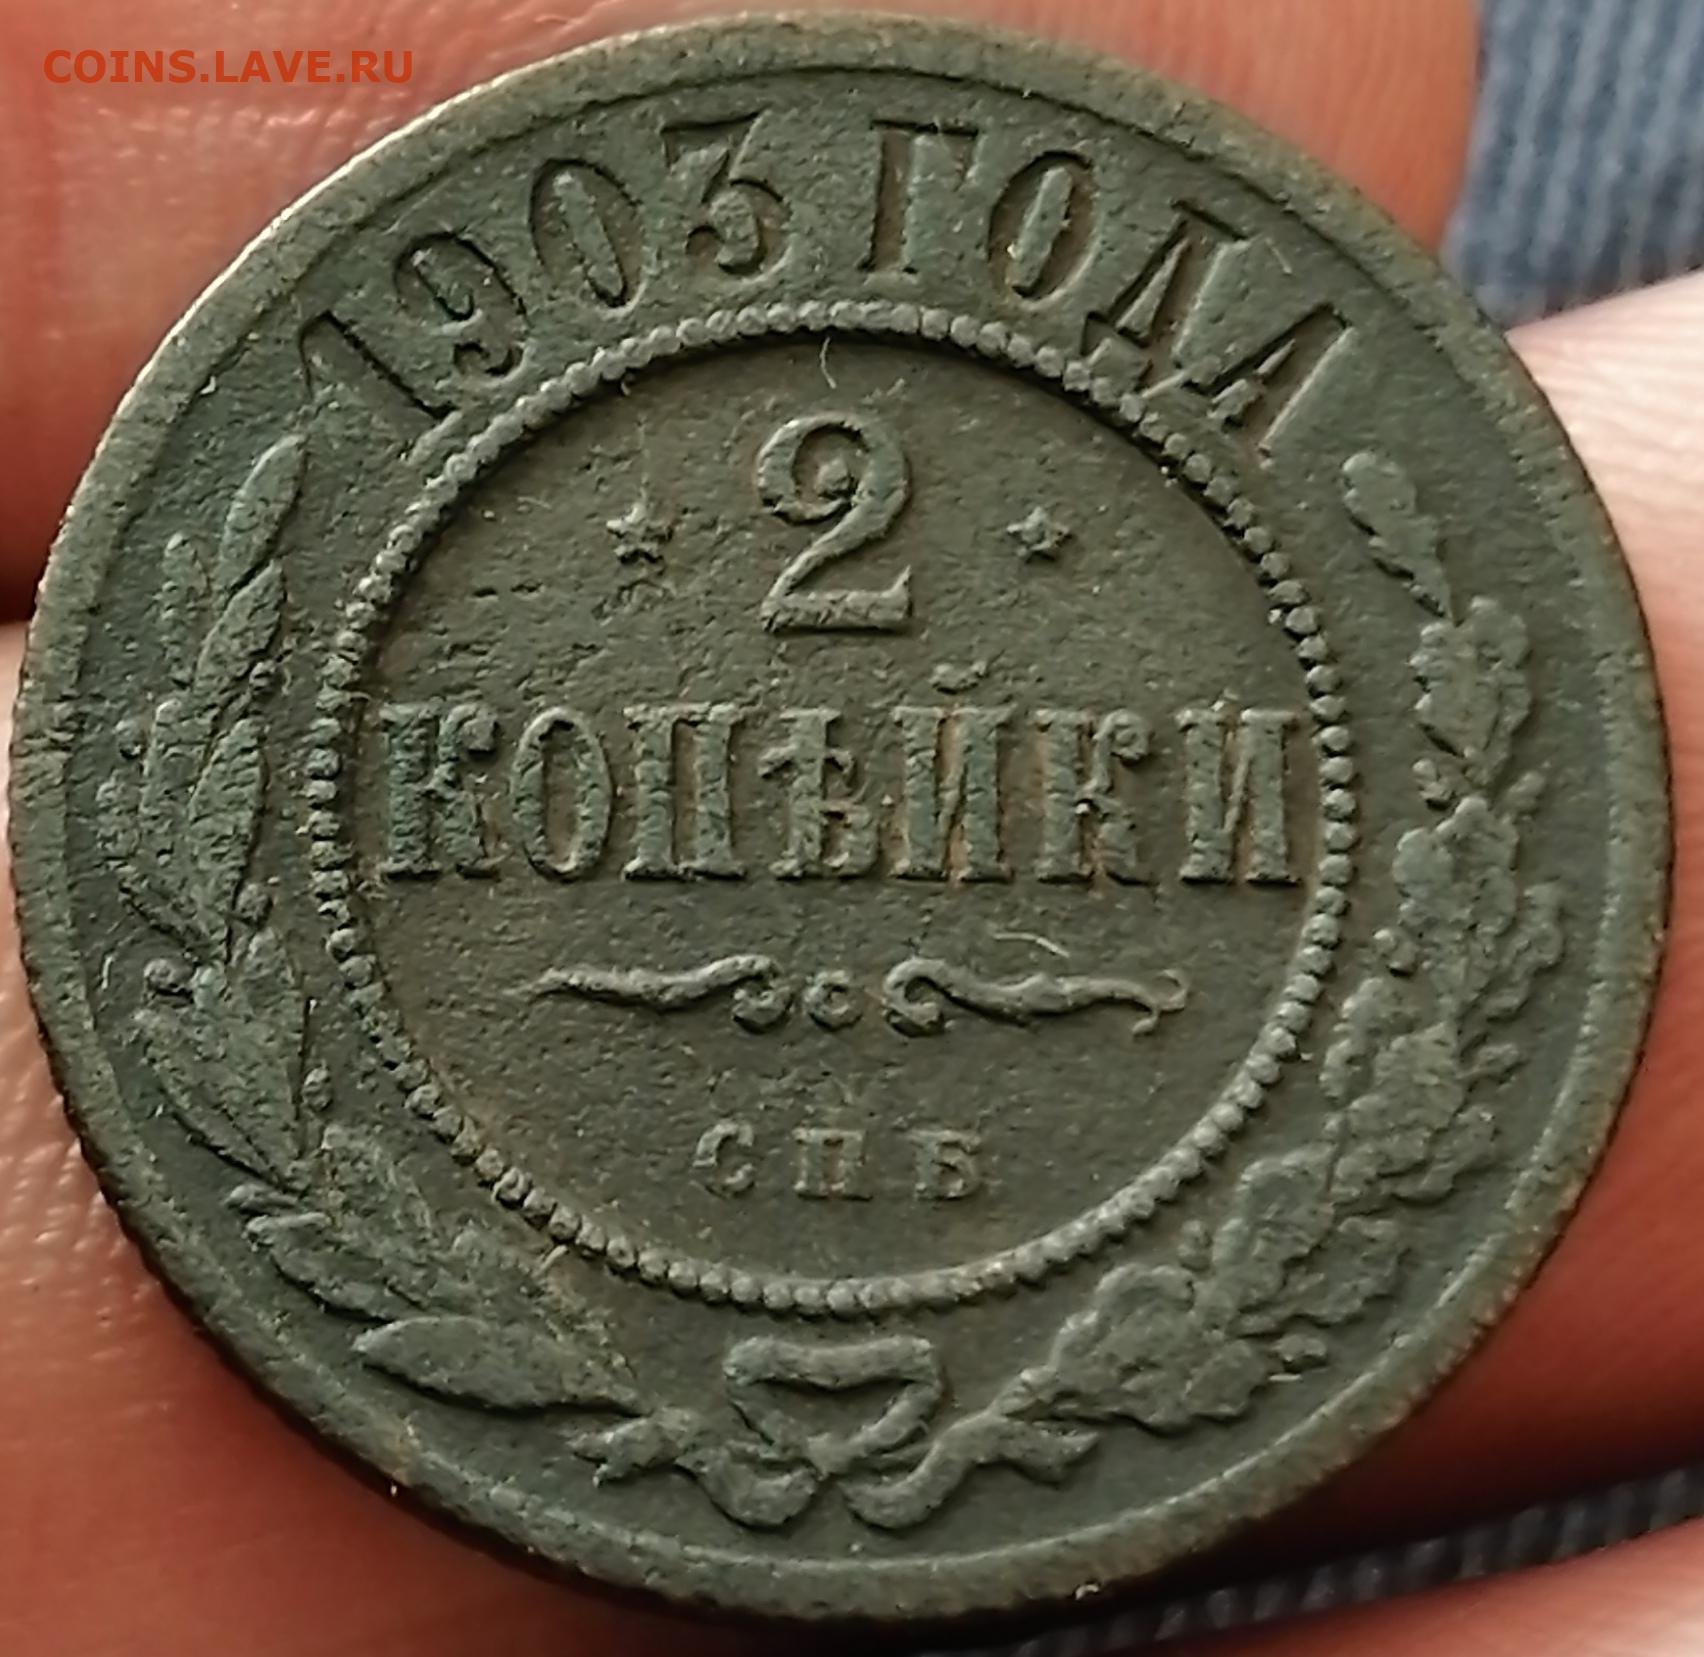 COINS.LAVE.RU
1903 ГОДА
2
КОПѢЙКИ
СПБ